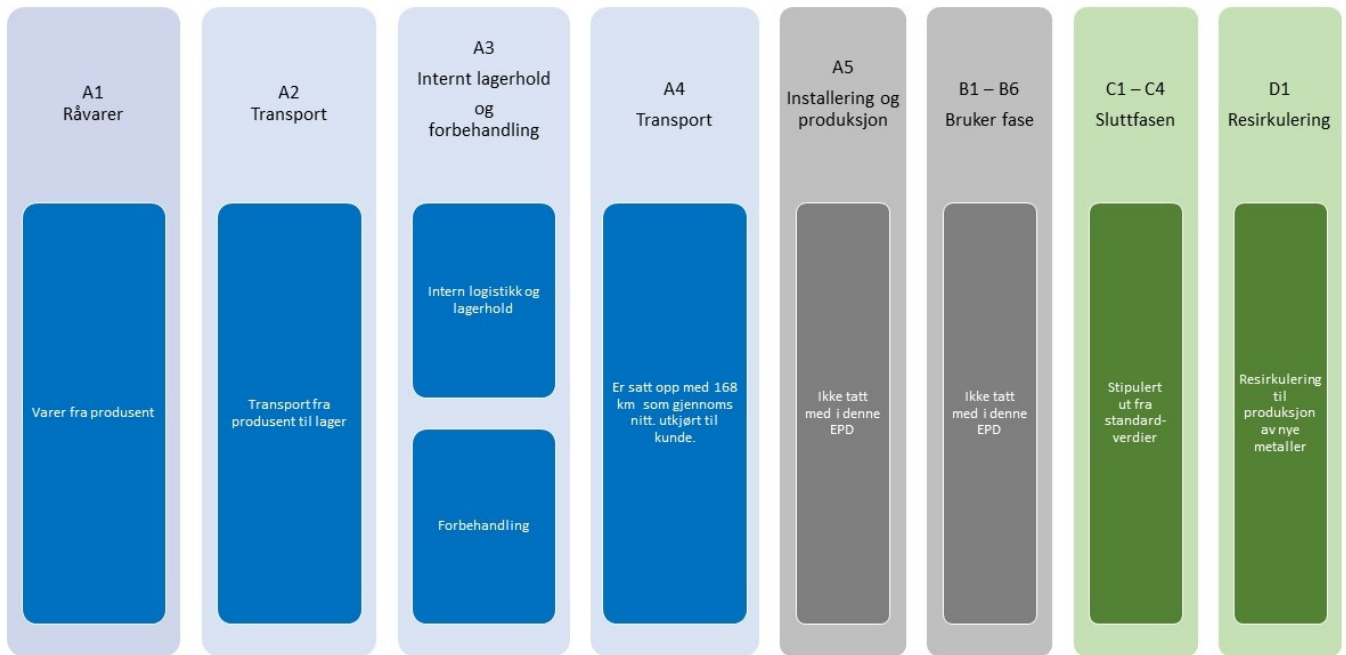 A1
Råvarer
Varer fra produsent
A2
Transport
Transport fra
produsent til lager
A3
Internt lagerhold
og
forbehandling
Intern logistikk og
lagerhold
Forbehandling
A4
Transport
Er satt opp med 168
km som gjennoms
nitt. utkjørt til
kunde.
A5
Installering og
produksjon
Ikke tatt
med i denne
EPD
B1 – B6
Bruker fase
Ikke tatt
med i denne
EPD
C1 – C4
Sluttfasen
Stipulert
ut fra
standard-
verdier
D1
Resirkulering
Resirkulering
til
produksjon
av nye
metaller